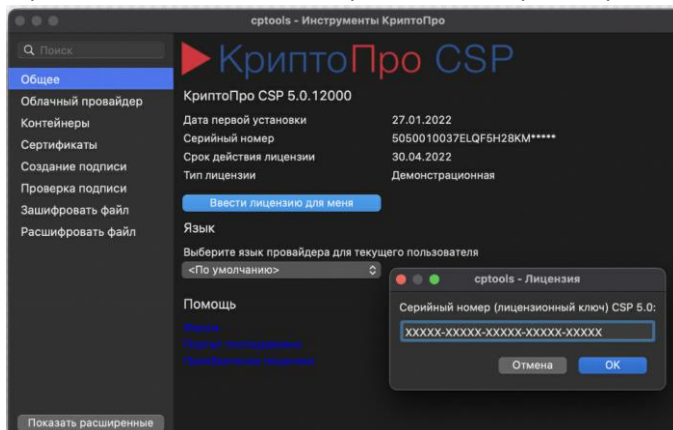 cptools - Инструменты КриптоПро
Поиск
Общее
Облачный провайдер
Контейнеры
Сертификаты
Создание подписи
Проверка подписи
Зашифровать файл
Расшифровать файл
Показать расширенные
КриптоПро CSP
КриптоПро CSP 5.0.12000
Дата первой установки 27.01.2022
Серийный номер 5050010037ELQF5H28KM*****
Срок действия лицензии 30.04.2022
Тип лицензии Демонстрационная
Ввести лицензию для меня
Язык
Выберите язык провайдера для текущего пользователя
<По умолчанию>
Помощь
cptools - Лицензия
Серийный номер (лицензионный ключ) CSP 5.0:
XXXXX-XXXXX-XXXXX-XXXXX-XXXXX
Отмена OK